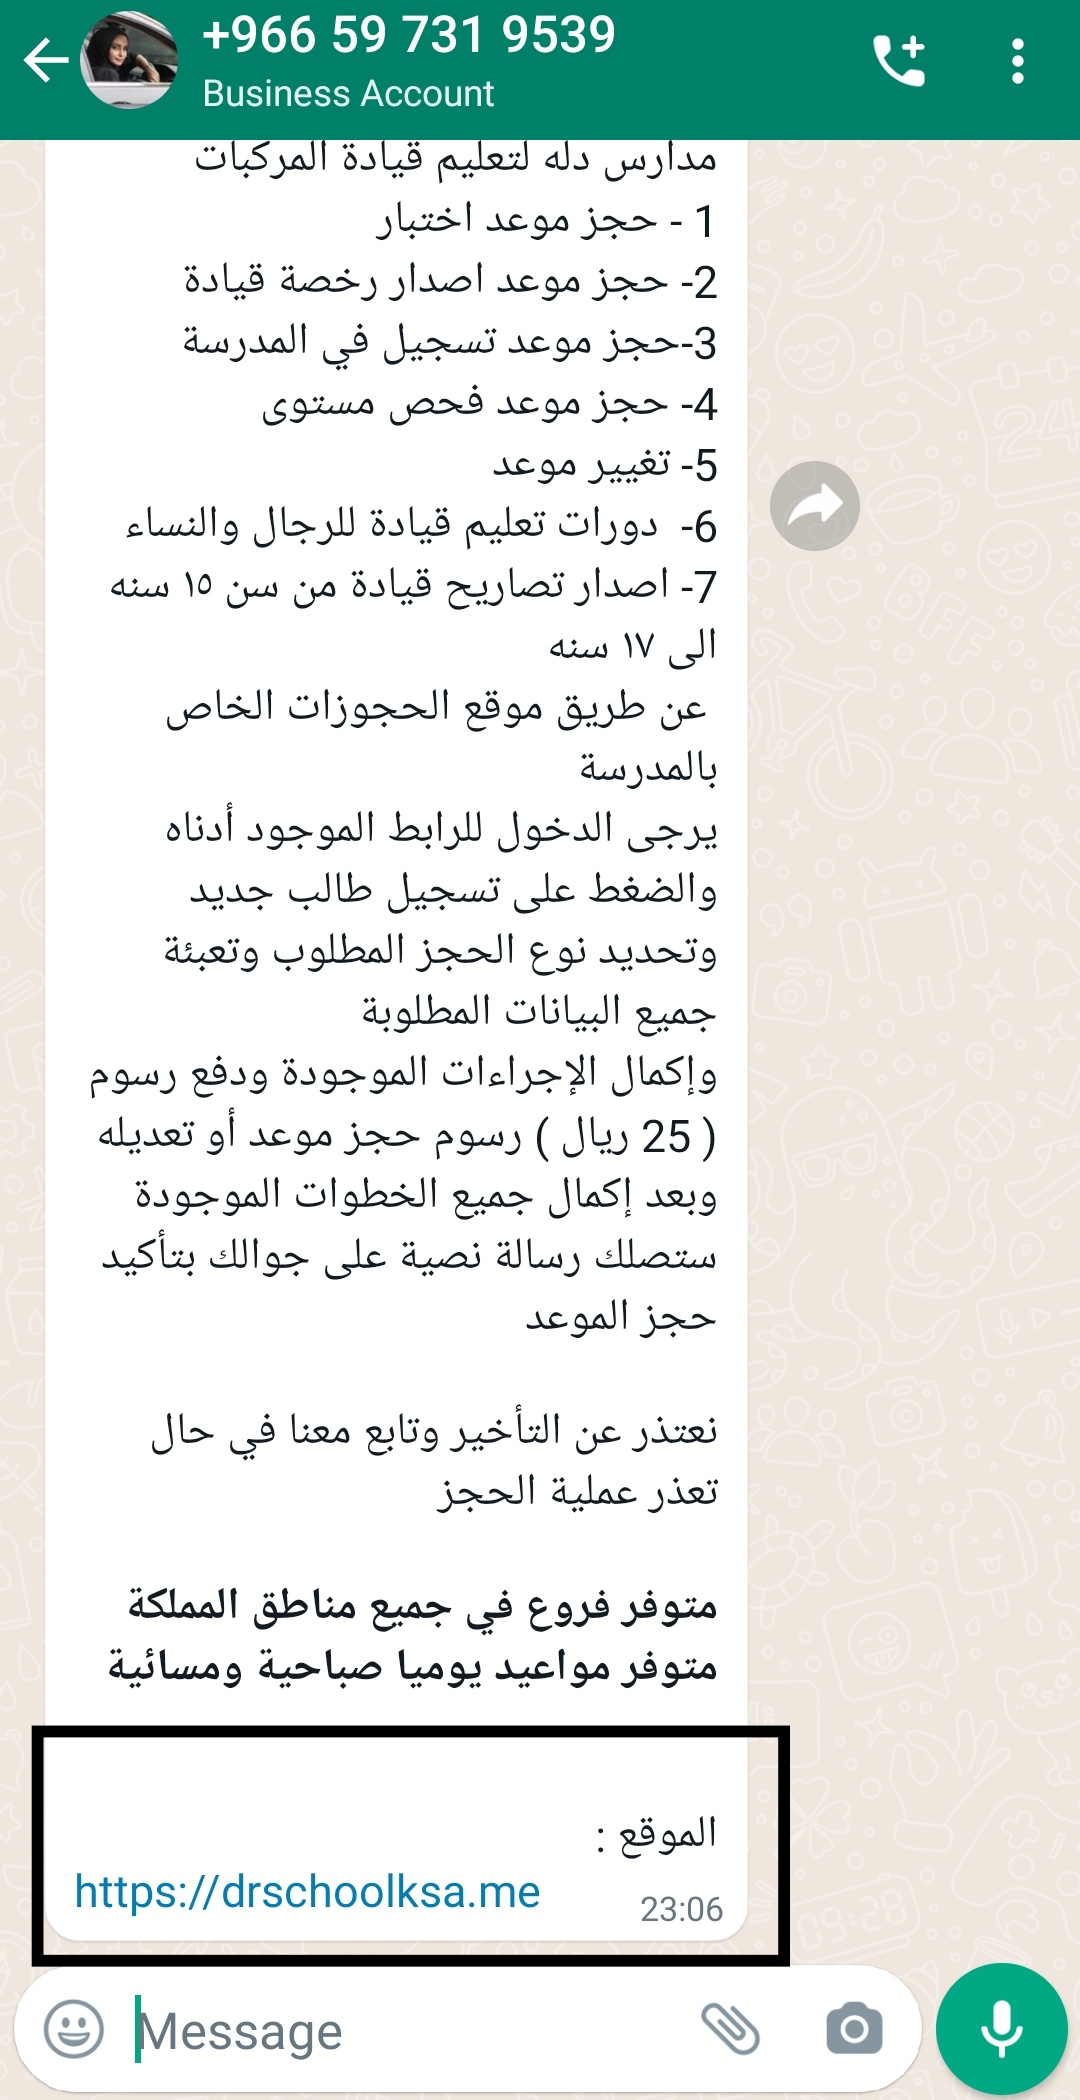 +966 59 731 9539
Business Account
مدارس دله لتعليم قيادة المركبات
1 - حجز موعد اختبار
2- حجز موعد اصدار رخصة قيادة
3-حجز موعد تسجيل في المدرسة
4- حجز موعد فحص مستوى
5- تغيير موعد
6- دورات تعليم قيادة للرجال والنساء
7- اصدار تصاريح قيادة من سن ١٥ سنه
الى ١٧ سنه
عن طريق موقع الحجوزات الخاص
بالمدرسة
يرجى الدخول للرابط الموجود أدناه
والضغط على تسجيل طالب جديد
وتحديد نوع الحجز المطلوب وتعبئة
جميع البيانات المطلوبة
وإكمال الإجراءات الموجودة ودفع رسوم
( 25 ريال ) رسوم حجز موعد أو تعديله
وبعد إكمال جميع الخطوات الموجودة
ستصلك رسالة نصية على جوالك بتأكيد
حجز الموعد
نعتذر عن التأخير وتابع معنا في حال
تعذر عملية الحجز
متوفر فروع في جميع مناطق المملكة
متوفر مواعيد يوميا صباحية ومسائية
الموقع :
https://drschoolksa.me
23:06
Message